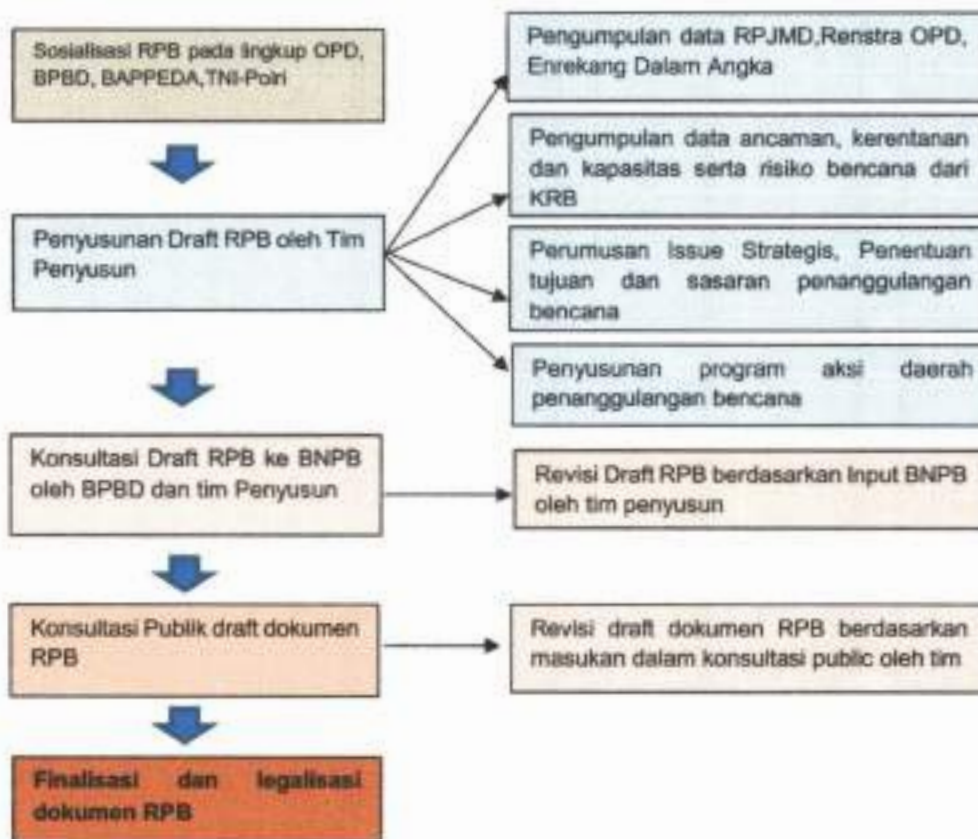 Sosialisasi RPB pada lingkup OPD,
BPBD, BAPPEDA,TNI-Polri
Pengumpulan data RPJMD,Renstra OPD,
Enrekang Dalam Angka
Pengumpulan data ancaman, kerentanan
dan kapasitas serta risiko bencana dari
KRB
Penyusunan Draft RPB oleh Tim
Penyusun
Perumusan Issue Strategis, Penentuan
tujuan dan sasaran penanggulangan
bencana
Penyusunan program aksi daerah
penanggulangan bencana
Konsultasi Draft RPB ke BNPB
oleh BPBD dan tim Penyusun
Revisi Draft RPB berdasarkan Input BNPB
oleh tim penyusun
Konsultasi Publik draft dokumen
RPB
Revisi draft dokumen RPB berdasarkan
masukan dalam konsultasi public oleh tim
Finalisasi dan legalisasi
dokumen RPB